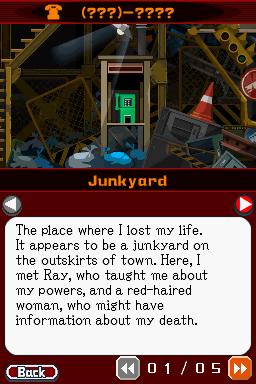 (???)-????
Junkyard
The place where I lost my life.
It appears to be a junkyard on
the outskirts of town. Here, I
met Ray, who taught me about
my powers, and a red-haired
woman, who might have
information about my death.
Back
01/05